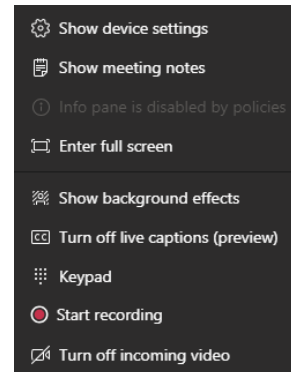 Show device settings
Show meeting notes
Info pane is disabled by policies
Enter full screen
Show background effects
CC Turn off live captions (preview)
Keypad
Start recording
Turn off incoming video